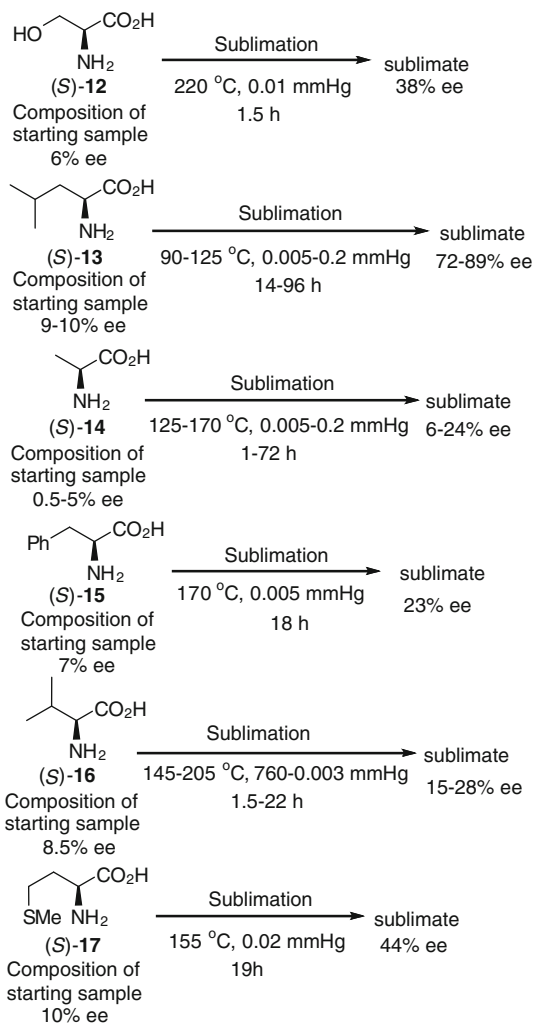 HO CO₂H
NH₂
(S)-12
Composition of
starting sample
6% ee
Sublimation
220 °C, 0.01 mmHg
1.5 h
sublimate
38% ee
CO₂H
NH₂
(S)-13
Composition of
starting sample
9-10% ee
Sublimation
90-125 °C, 0.005-0.2 mmHg
14-96 h
sublimate
72-89% ee
CO₂H
NH₂
(S)-14
Composition of
starting sample
0.5-5% ee
Sublimation
125-170 °C, 0.005-0.2 mmHg
1-72 h
sublimate
6-24% ee
Ph CO₂H
NH₂
(S)-15
Composition of
starting sample
7% ee
Sublimation
170 °C, 0.005 mmHg
18 h
sublimate
23% ee
CO₂H
NH₂
(S)-16
Composition of
starting sample
8.5% ee
Sublimation
145-205 °C, 760-0.003 mmHg
1.5-22 h
sublimate
15-28% ee
CO₂H
SMe NH₂
(S)-17
Composition of
starting sample
10% ee
Sublimation
155 °C, 0.02 mmHg
19h
sublimate
44% ee